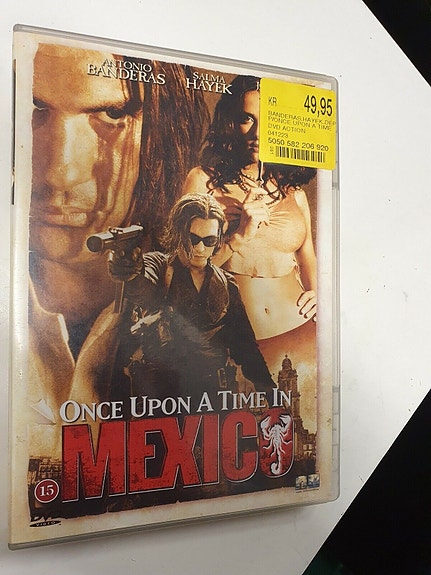 ANTONIO
BANDERAS
SALMA
HAYEK
KR 49,95
BANDERAS,HAYEK,DEP
P/ONCE UPON A TIME
DVD ACTION
041223
5050 582 206 920
ONCE UPON A TIME IN
MEXICO
15
VIDEO